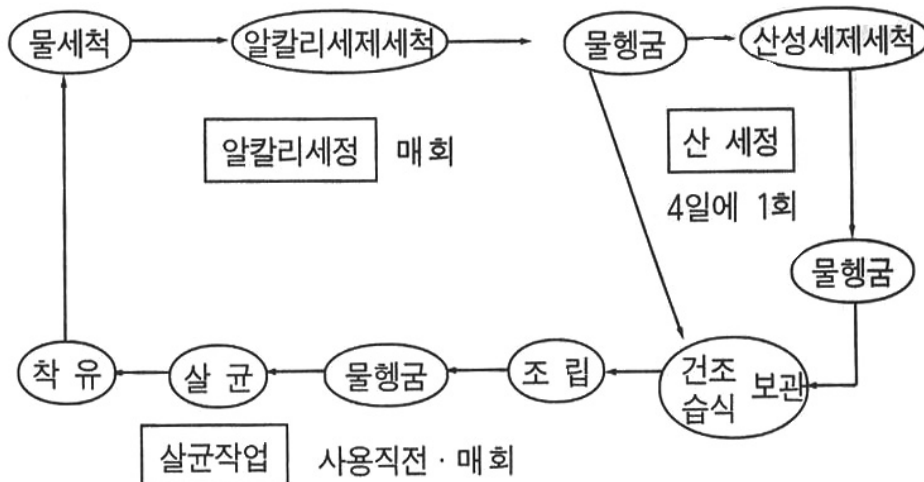 물세척 알칼리세제세척 물헹굼 산성세제세척
알칼리세정 매회 산 세정
4일에 1회
물헹굼
착 유 살 균 물헹굼 조 립 건조 보관
습식
살균작업 사용직전 · 매회